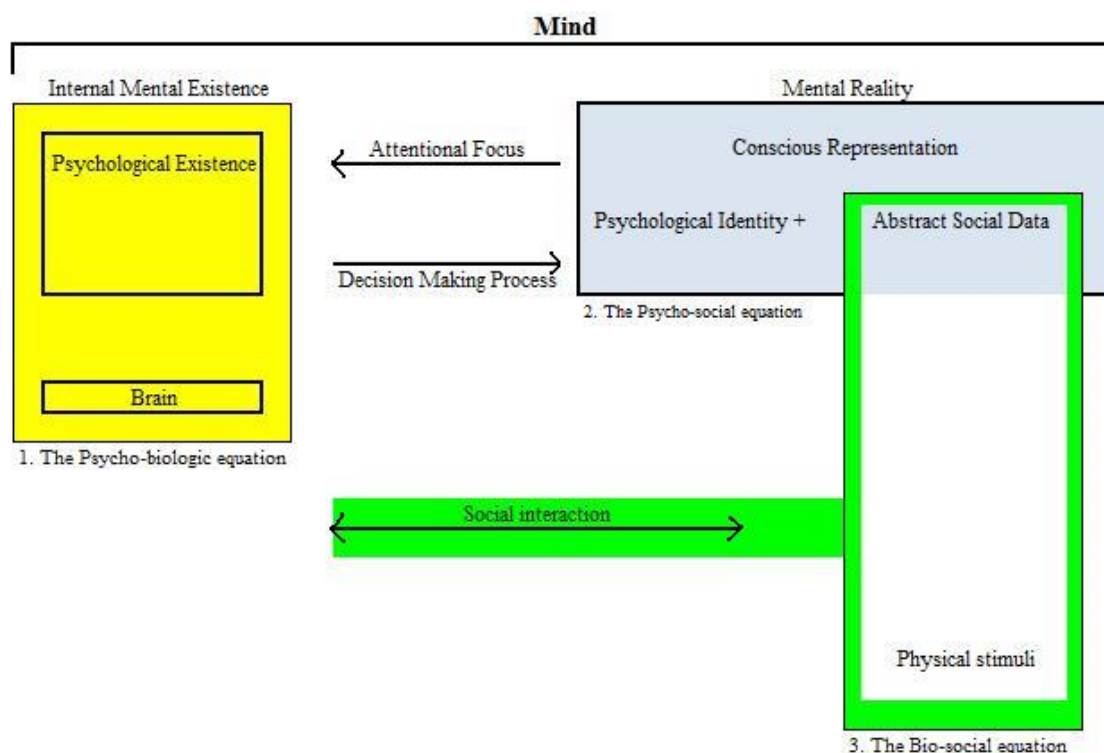 Mind
Internal Mental Existence
Mental Reality
Psychological Existence
Attentional Focus
Conscious Representation
Psychological Identity +
Abstract Social Data
Decision Making Process
2. The Psycho-social equation
Brain
1. The Psycho-biologic equation
Social interaction
Physical stimuli
3. The Bio-social equation